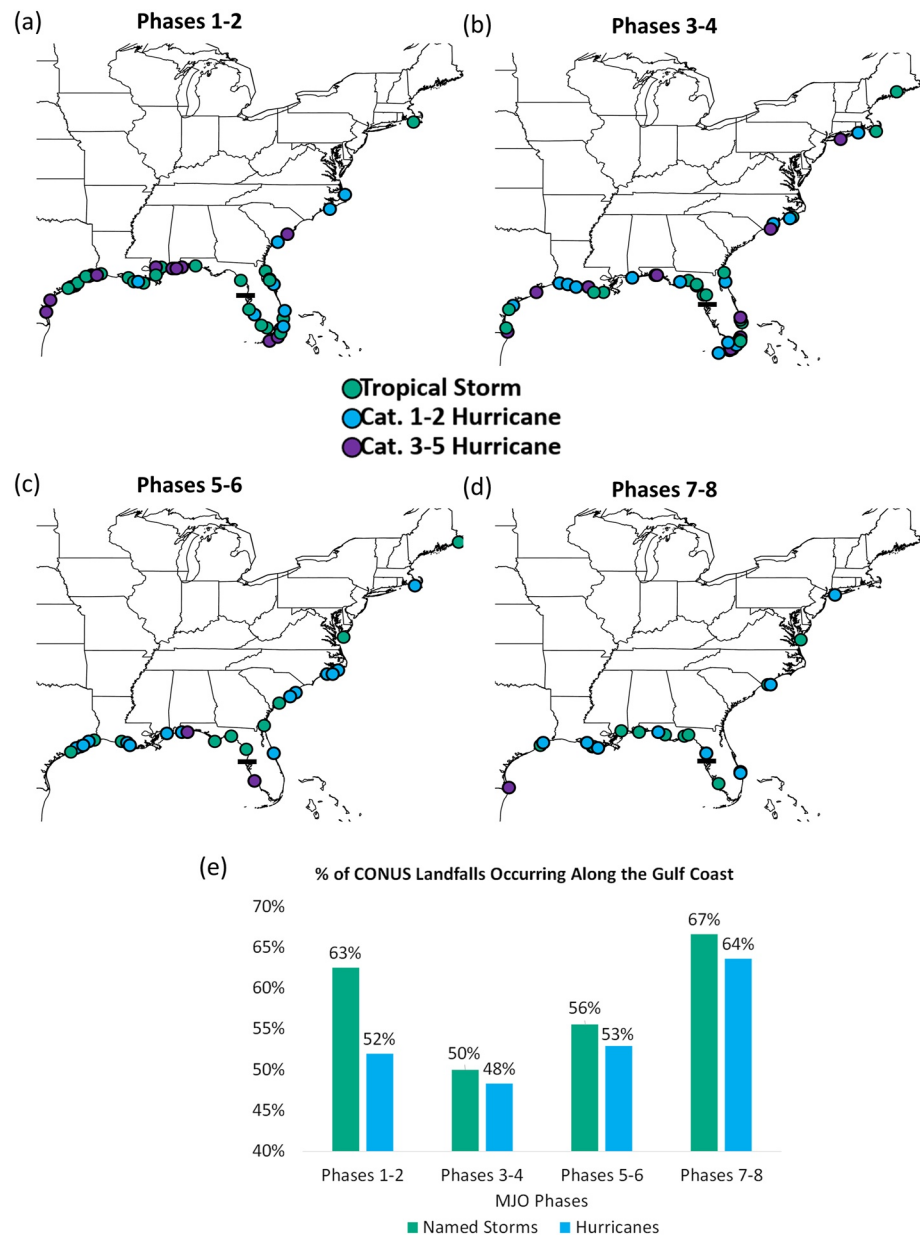 (a)
Phases 1-2
(b)
Phases 3-4
Tropical Storm
Cat. 1-2 Hurricane
Cat. 3-5 Hurricane
(c)
Phases 5-6
(d)
Phases 7-8
(e)
% of CONUS Landfalls Occurring Along the Gulf Coast
70%
65%
60%
55%
50%
45%
40%
63%
52%
50%
48%
56%
53%
67%
64%
Phases 1-2 Phases 3-4 Phases 5-6 Phases 7-8
MJO Phases
Named Storms Hurricanes